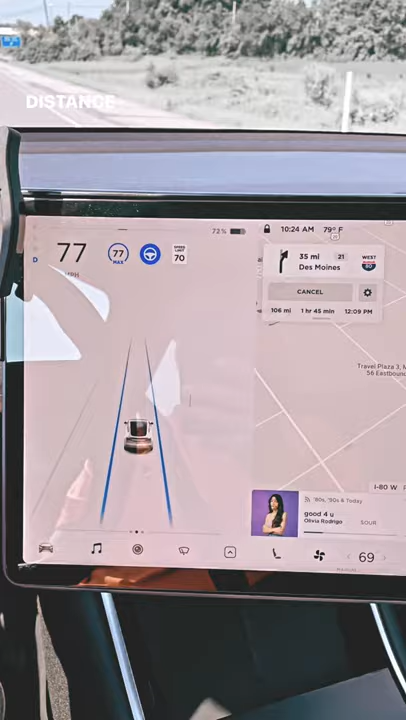 DISTANCE
73 %
10:24 AM 79° F
D
77
MPH
77
MAX
SPEED
LIMIT
70
35 mi 21 WEST
Des Moines 80
CANCEL
106 mi 1 hr 45 min 12:09 PM
Travel Plaza 3, M
56 Eastbound
I-80 W
'80s, '90s & Today
good 4 u
Olivia Rodrigo
SOUR
69
MANUAL